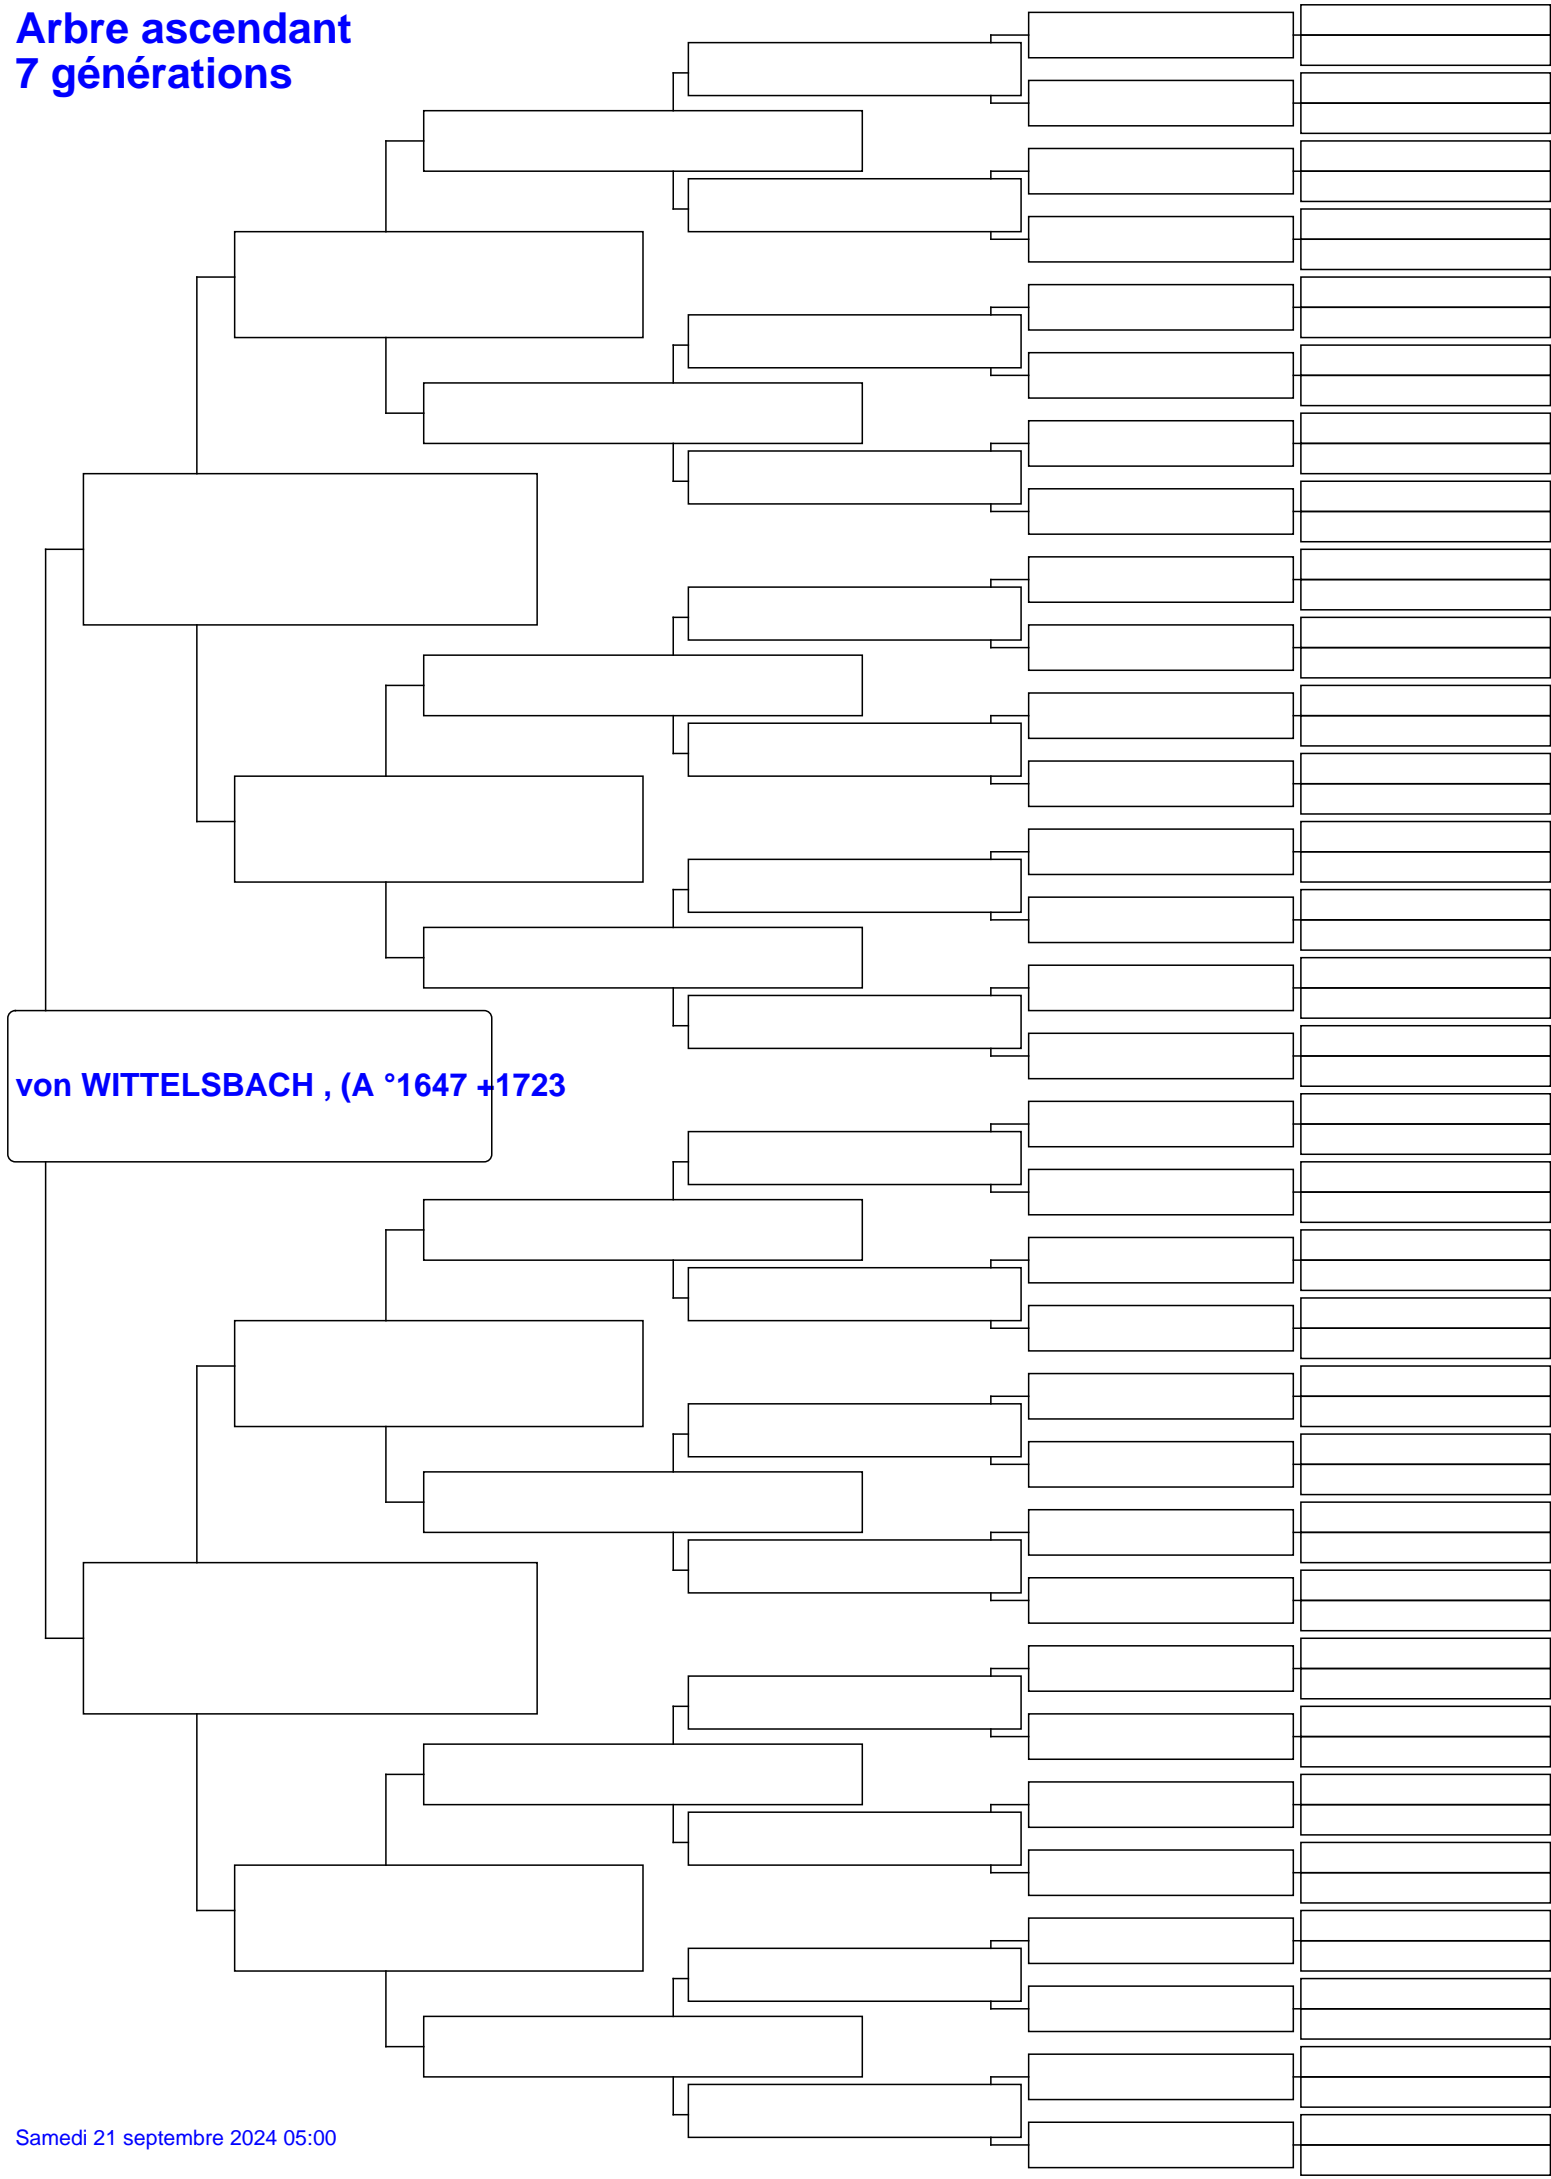 Arbre ascendant
7 générations
von WITTELSBACH , (A °1647 +1723
Samedi 21 septembre 2024 05:00